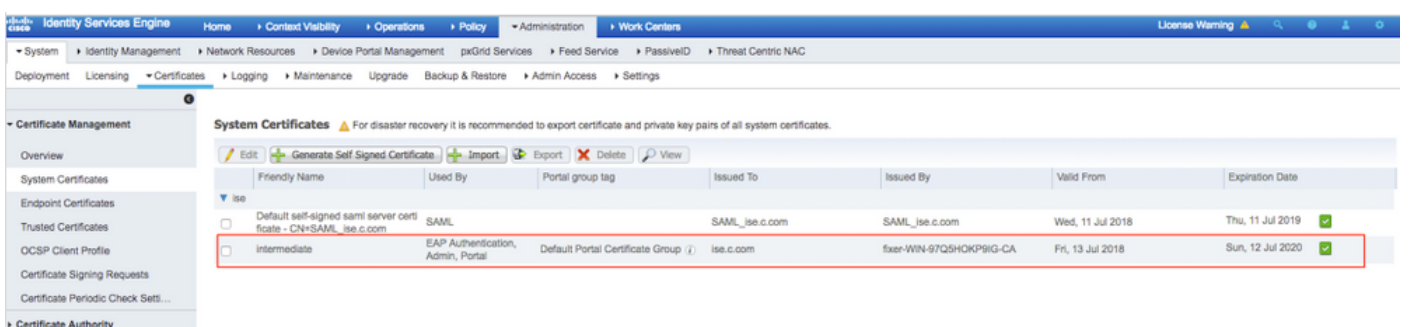 cisco Identity Services Engine Home Context Visibility Operations Policy Administration Work Centers License Warning
System Identity Management Network Resources Device Portal Management pxGrid Services Feed Service PassiveID Threat Centric NAC
Deployment Licensing Certificates Logging Maintenance Upgrade Backup & Restore Admin Access Settings
Certificate Management
Overview
System Certificates
Endpoint Certificates
Trusted Certificates
OCSP Client Profile
Certificate Signing Requests
Certificate Periodic Check Setti...
Certificate Authority
System Certificates For disaster recovery it is recommended to export certificate and private key pairs of all system certificates.
Edit Generate Self Signed Certificate Import Export Delete View
Friendly Name Used By Portal group tag Issued To Issued By Valid From Expiration Date
ise
Default self-signed saml server certi
ficate - CN=SAML_ise.c.com SAML SAML_ise.c.com SAML_ise.c.com Wed, 11 Jul 2018 Thu, 11 Jul 2019
intermediate EAP Authentication, Default Portal Certificate Group ise.c.com fixer-WIN-97Q5HOKP9IG-CA Fri, 13 Jul 2018 Sun, 12 Jul 2020
Admin, Portal